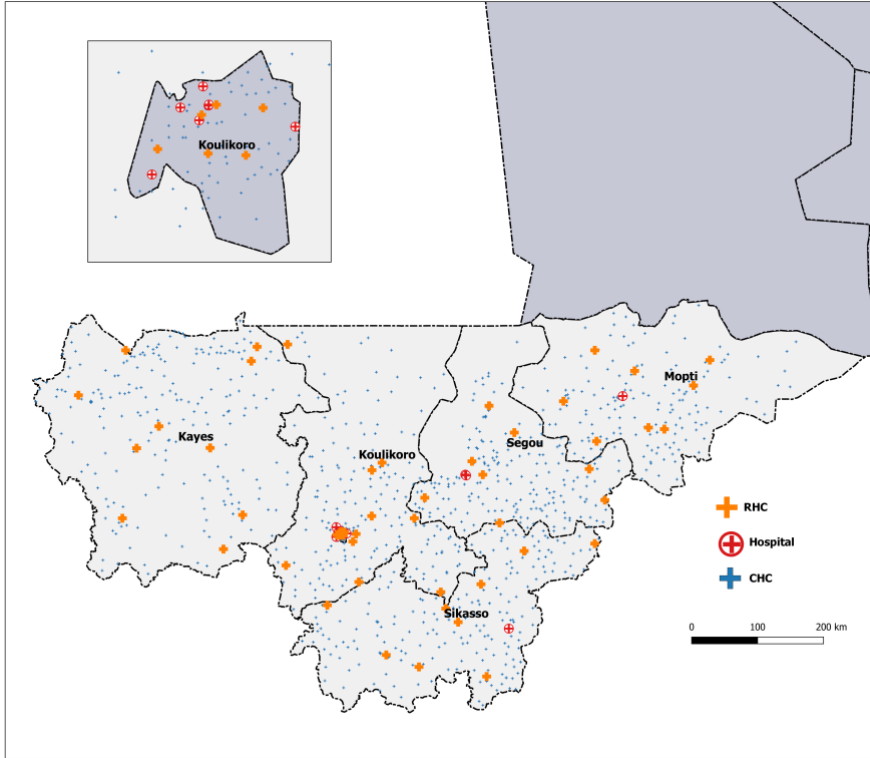 Koulikoro
Mopti
Kayes
Segou
Koulikoro
RHC
Hospital
CHC
Sikasso
0 100 200 km